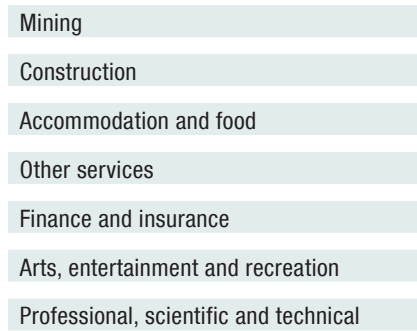 Mining
Construction
Accommodation and food
Other services
Finance and insurance
Arts, entertainment and recreation
Professional, scientific and technical